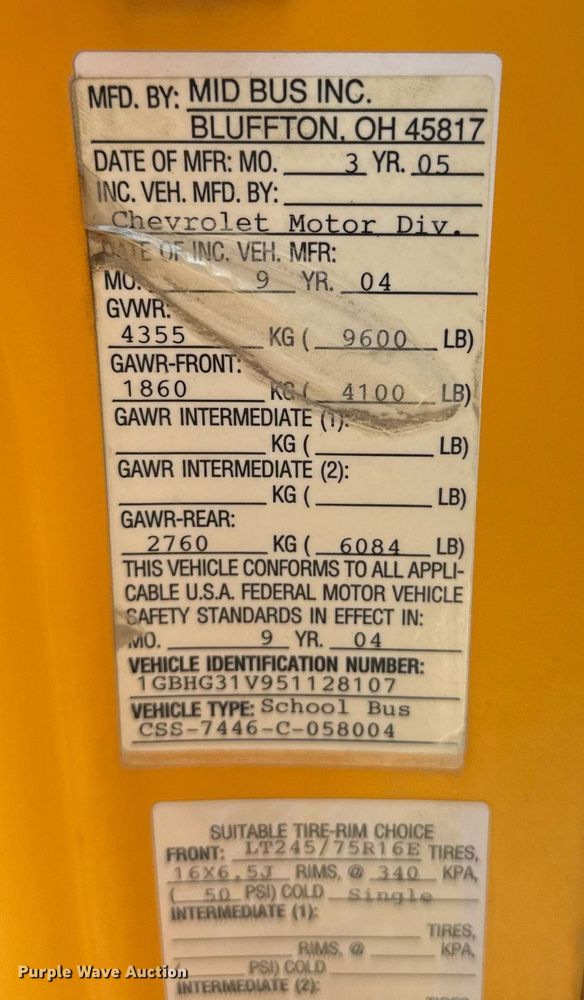 MFD. BY: MID BUS INC.
BLUFFTON, OH 45817
DATE OF MFR: MO. 3 YR. 05
INC. VEH. MFD. BY:
Chevrolet Motor Div.
DATE OF INC. VEH. MFR:
MO. 9 YR. 04
GVWR:
4355 KG ( 9600 LB)
GAWR-FRONT:
1860 KG ( 4100 LB)
GAWR INTERMEDIATE (1):
KG ( LB)
GAWR INTERMEDIATE (2):
KG ( LB)
GAWR-REAR:
2760 KG ( 6084 LB)
THIS VEHICLE CONFORMS TO ALL APPLI-
CABLE U.S.A. FEDERAL MOTOR VEHICLE
SAFETY STANDARDS IN EFFECT IN:
MO. 9 YR. 04
VEHICLE IDENTIFICATION NUMBER:
1GBHG31V951128107
VEHICLE TYPE: School Bus
CSS-7446-C-058004
SUITABLE TIRE-RIM CHOICE
FRONT: LT245/75R16E TIRES,
16X6.5J RIMS, @ 340 KPA,
( 50 PSI) COLD Single
INTERMEDIATE (1):
TIRES,
RIMS, @ KPA,
( PSI) COLD
INTERMEDIATE (2):
TIRES,
Purple Wave Auction